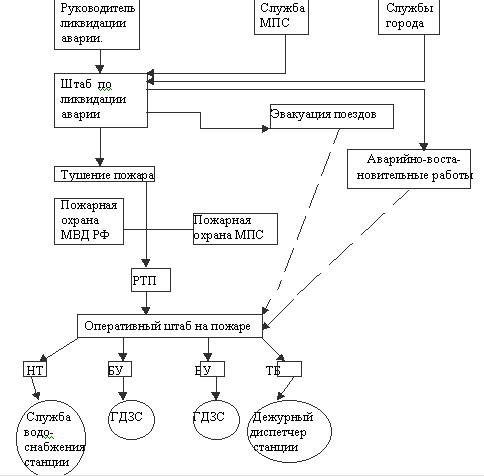 Руководитель
ликвидации
аварии.
Служба
МПС
Службы
города
Штаб по
ликвидации
аварии
Эвакуация поездов
Аварийно-воста-
новительные работы
Тушение пожара
Пожарная
охрана
МВД РФ
Пожарная
охрана МПС
РТП
Оперативный штаб на пожаре
НТ
БУ
БУ
ТБ
Служба
водо-
снабжения
станции
ГДЗС
ГДЗС
Дежурный
диспетчер
станции